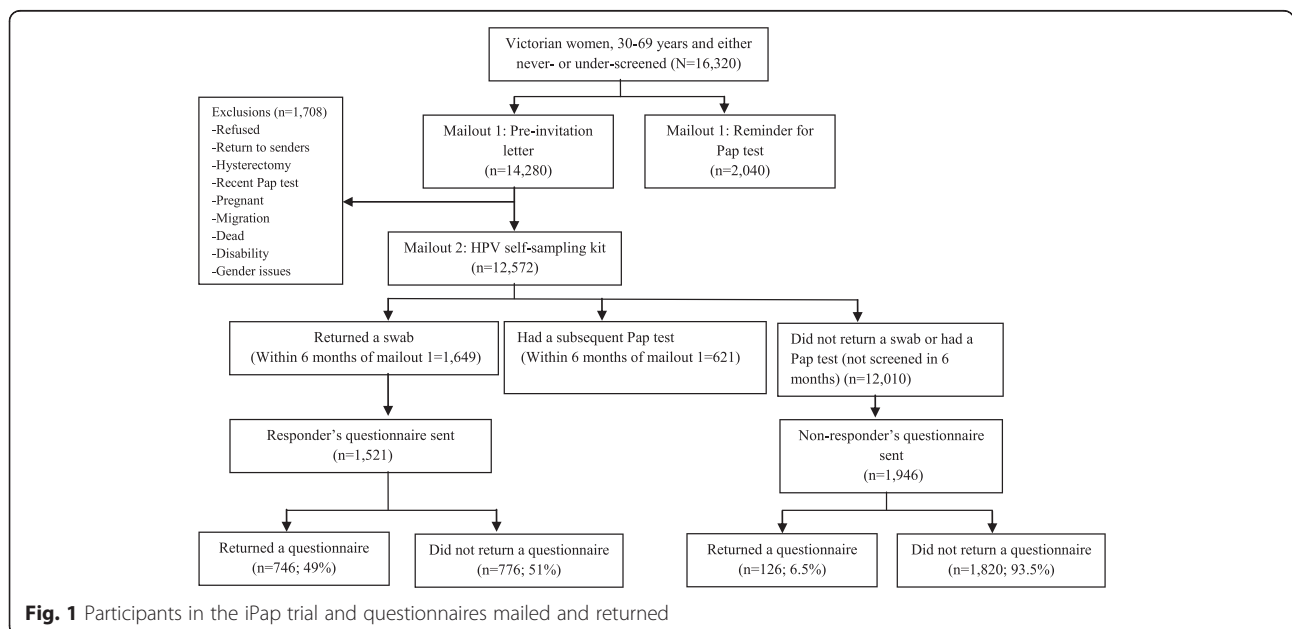 Victorian women, 30-69 years and either
never- or under-screened (N=16,320)
Exclusions (n=1,708)
-Refused
-Return to senders
-Hysterectomy
-Recent Pap test
-Pregnant
-Migration
-Dead
-Disability
-Gender issues
Mailout 1: Pre-invitation
letter
(n=14,280)
Mailout 1: Reminder for
Pap test
(n=2,040)
Mailout 2: HPV self-sampling kit
(n=12,572)
Returned a swab
(Within 6 months of mailout 1=1,649)
Had a subsequent Pap test
(Within 6 months of mailout 1=621)
Did not return a swab or had a
Pap test (not screened in 6
months) (n=12,010)
Responder’s questionnaire sent
(n=1,521)
Non-responder’s questionnaire
sent
(n=1,946)
Returned a questionnaire
(n=746; 49%)
Did not return a questionnaire
(n=776; 51%)
Returned a questionnaire
(n=126; 6.5%)
Did not return a questionnaire
(n=1,820; 93.5%)
Fig. 1 Participants in the iPap trial and questionnaires mailed and returned